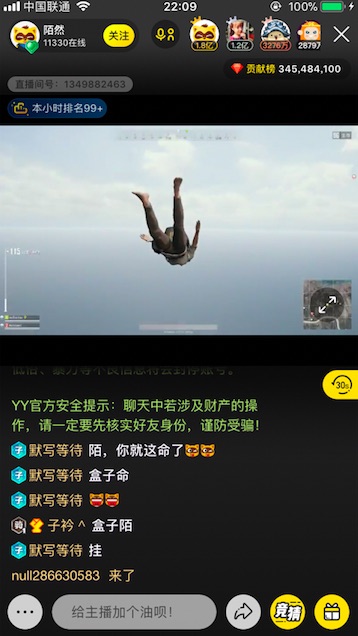 中国联通
22:09
100%
陌然
11330在线
关注
1.8亿
1.2亿
3276万
28797
贡献榜 345,484,100
直播间号：1349882463
本小时排名99+
30s
YY官方安全提示：聊天中若涉及财产的操
作，请一定要先核实好友身份，谨防受骗！
子 默写等待 陌，你就这命了
子 默写等待 盒子命
子 默写等待
子衿^ 盒子陌
子 默写等待 挂
null286630583 来了
给主播加个油呗！
竞猜